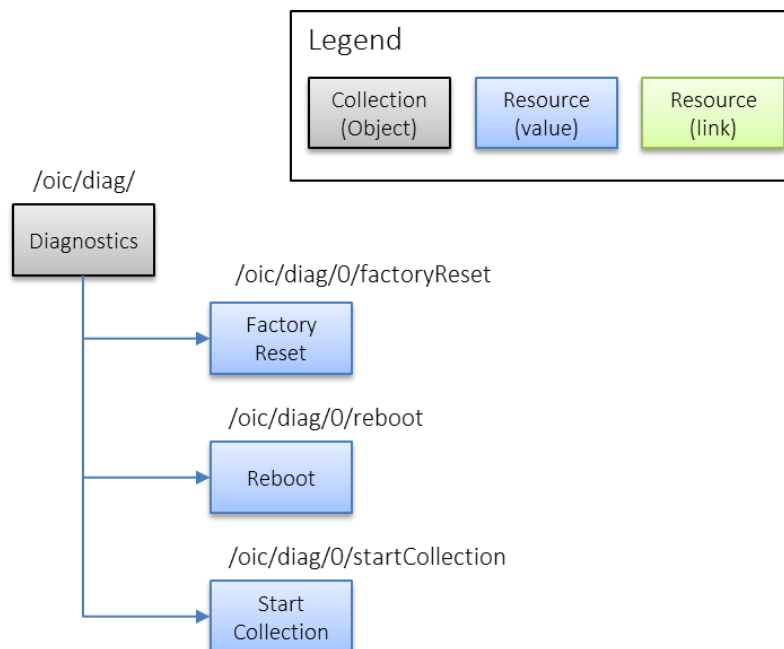 Legend
Collection
(Object)
Resource
(value)
Resource
(link)
/oic/diag/
Diagnostics
/oic/diag/0/factoryReset
Factory
Reset
/oic/diag/0/reboot
Reboot
/oic/diag/0/startCollection
Start
Collection